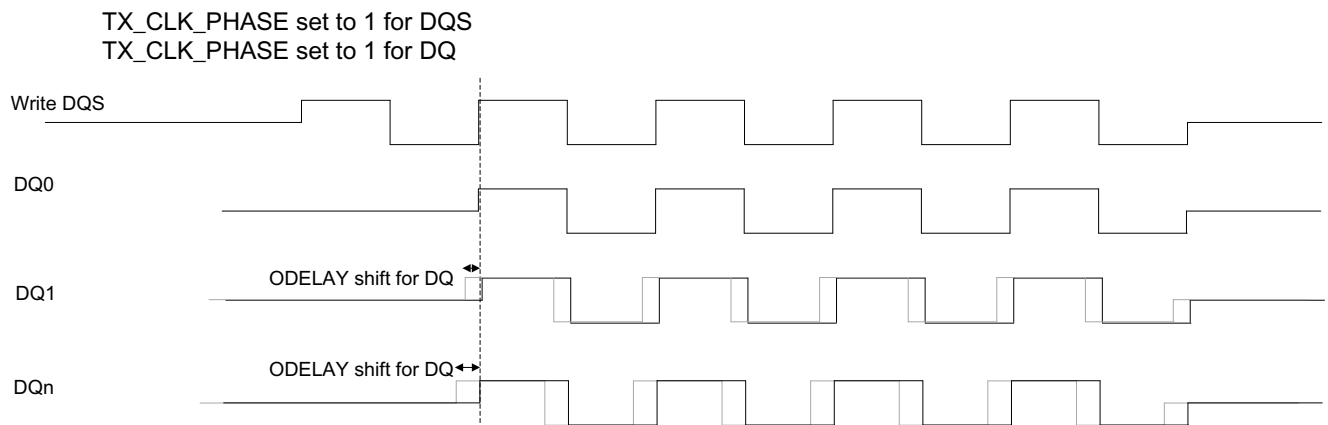 TX_CLK_PHASE set to 1 for DQS
TX_CLK_PHASE set to 1 for DQ
Write DQS
DQ0
ODELAY shift for DQ
DQ1
ODELAY shift for DQ
DQn